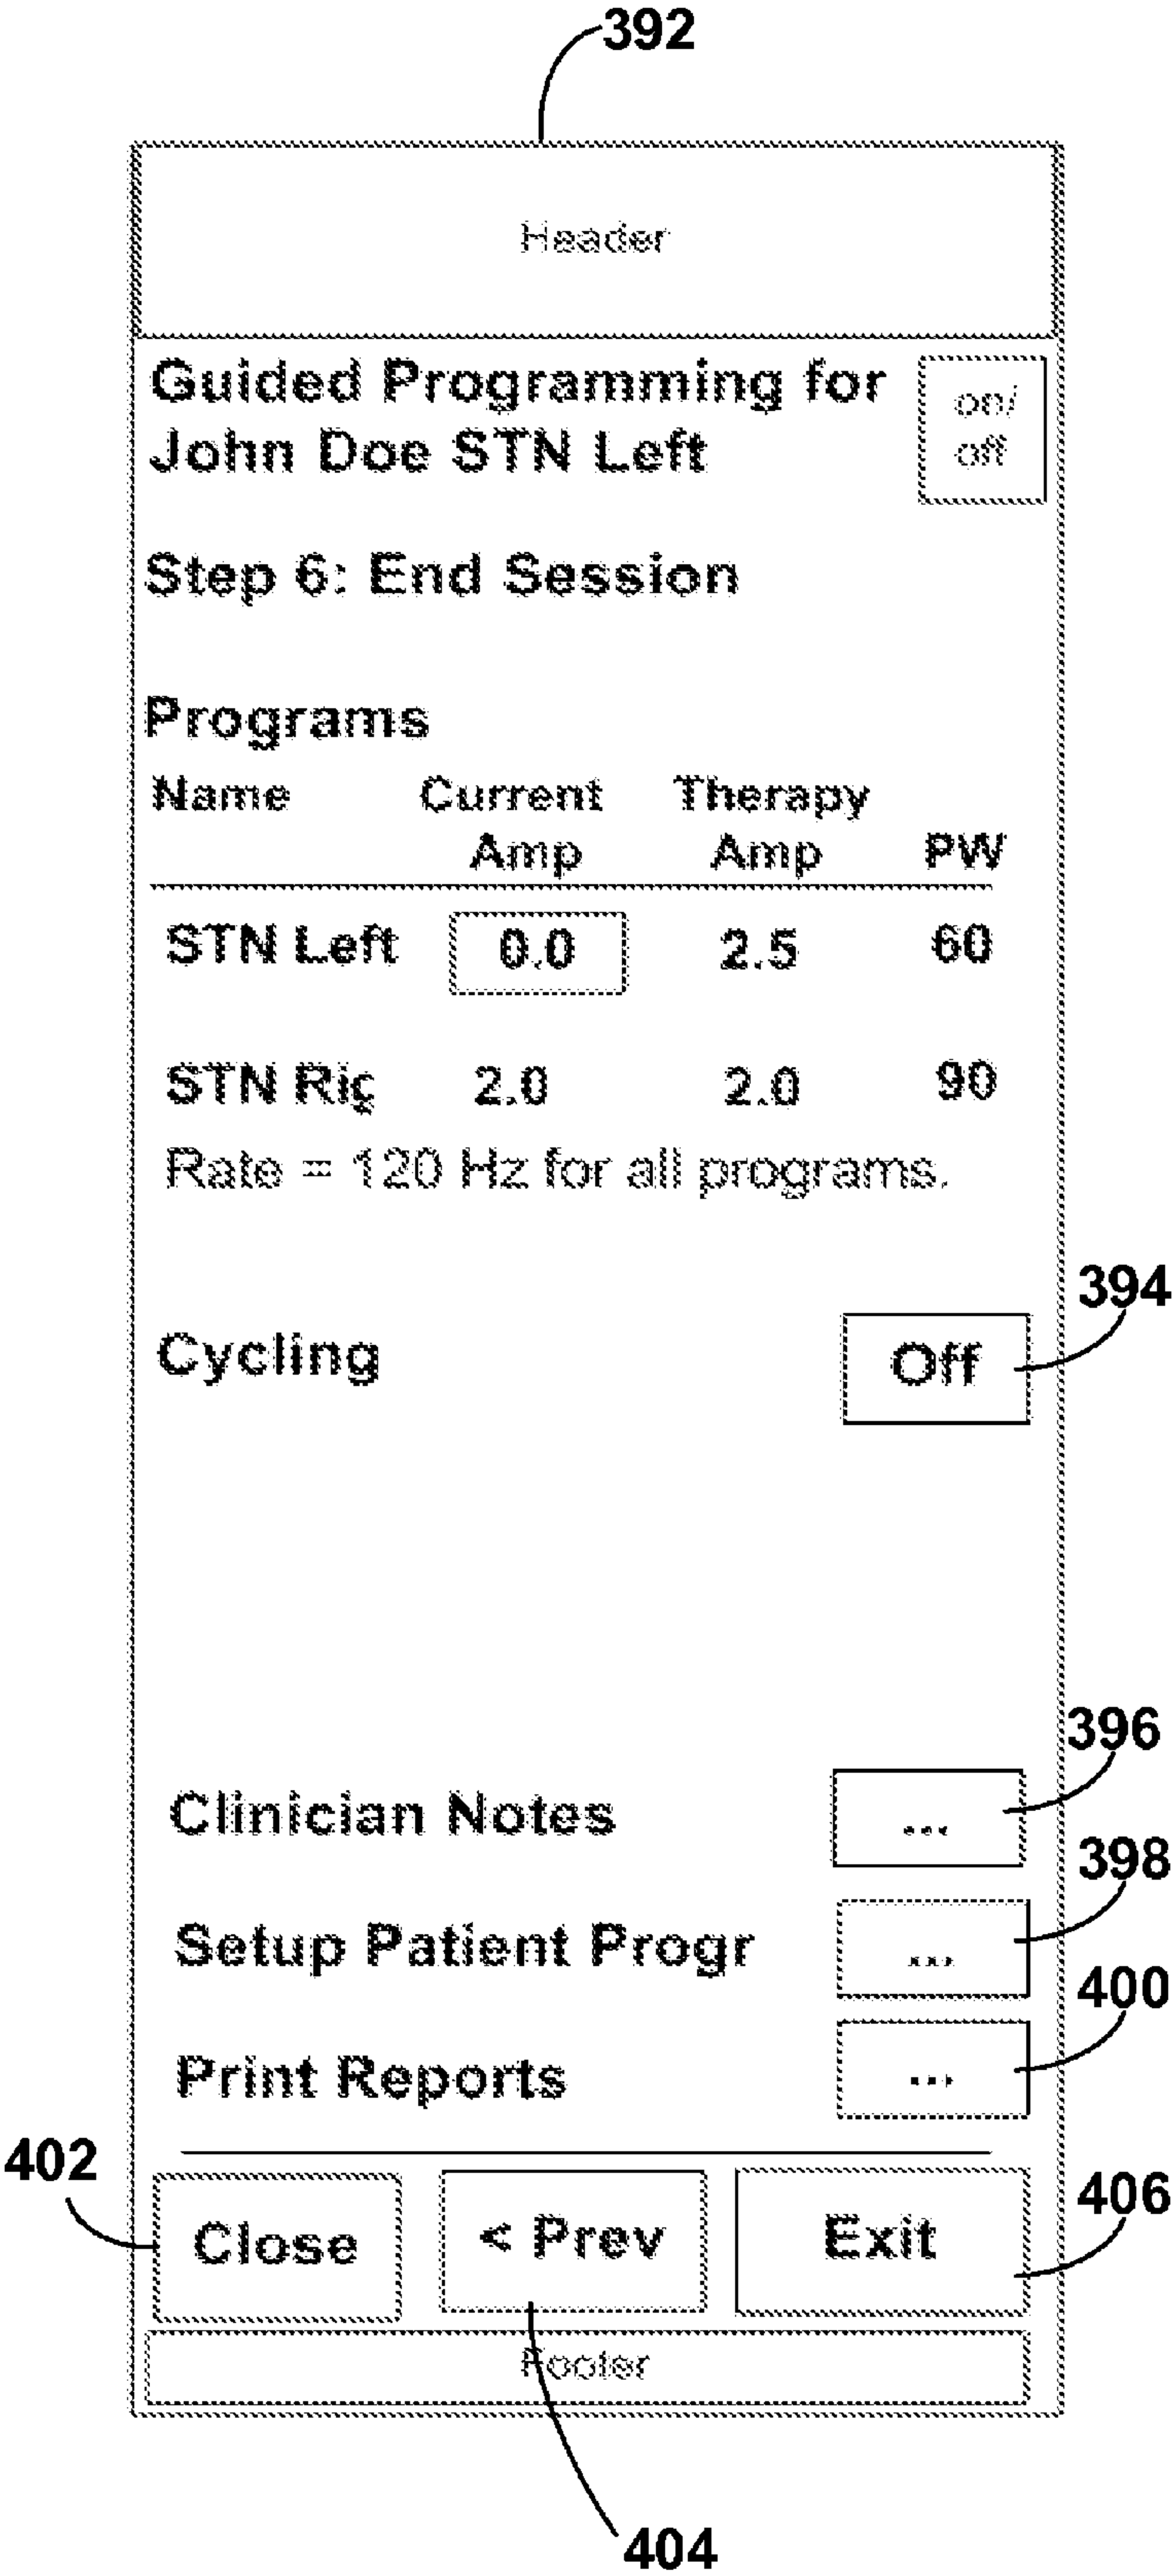 392
Header
Guided Programming for
John Doe STN Left
on/
off
Step 6: End Session
Programs
Name Current Therapy
Amp Amp PW
STN Left 0.0 2.5 60
STN Rig 2.0 2.0 90
Rate = 120 Hz for all programs.
394
Cycling Off
396
Clinician Notes ...
398
Setup Patient Progr ...
400
Print Reports ...
402
406
Close < Prev Exit
Footer
404